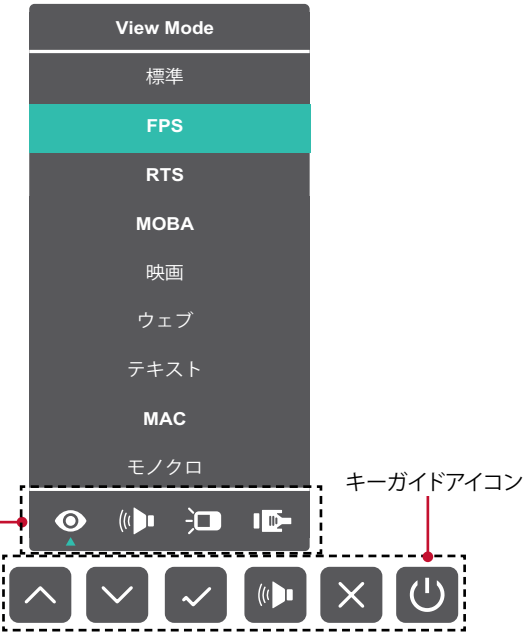 View Mode
標準
FPS
RTS
MOBA
映画
ウェブ
テキスト
MAC
モノクロ
キーガイドアイコン